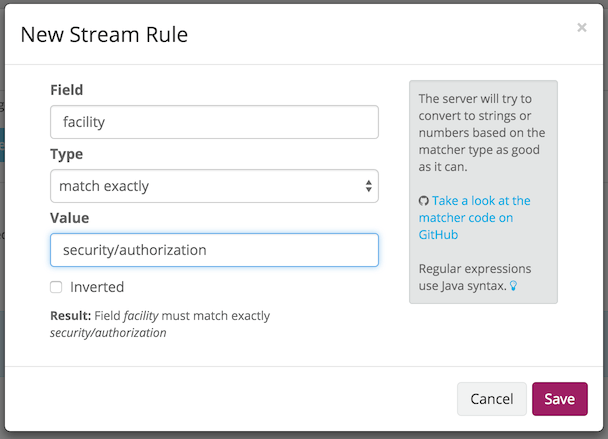 New Stream Rule
×
Field
facility
Type
match exactly
Value
security/authorization
Inverted
Result: Field facility must match exactly
security/authorization
The server will try to
convert to strings or
numbers based on the
matcher type as good
as it can.
Take a look at the
matcher code on
GitHub
Regular expressions
use Java syntax.
Cancel
Save